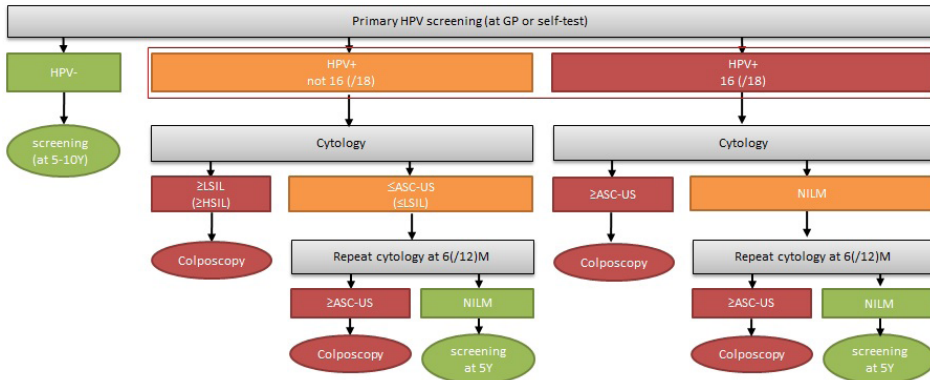 Primary HPV screening (at GP or self-test)
HPV-
HPV+
not 16 (/18)
HPV+
16 (/18)
screening
(at 5-10Y)
Cytology
Cytology
≥LSIL
(≥HSIL)
≤ASC-US
(≤LSIL)
≥ASC-US
NILM
Colposcopy
Colposcopy
Repeat cytology at 6(/12)M
Repeat cytology at 6(/12)M
≥ASC-US
NILM
≥ASC-US
NILM
Colposcopy
screening
at 5Y
Colposcopy
screening
at 5Y